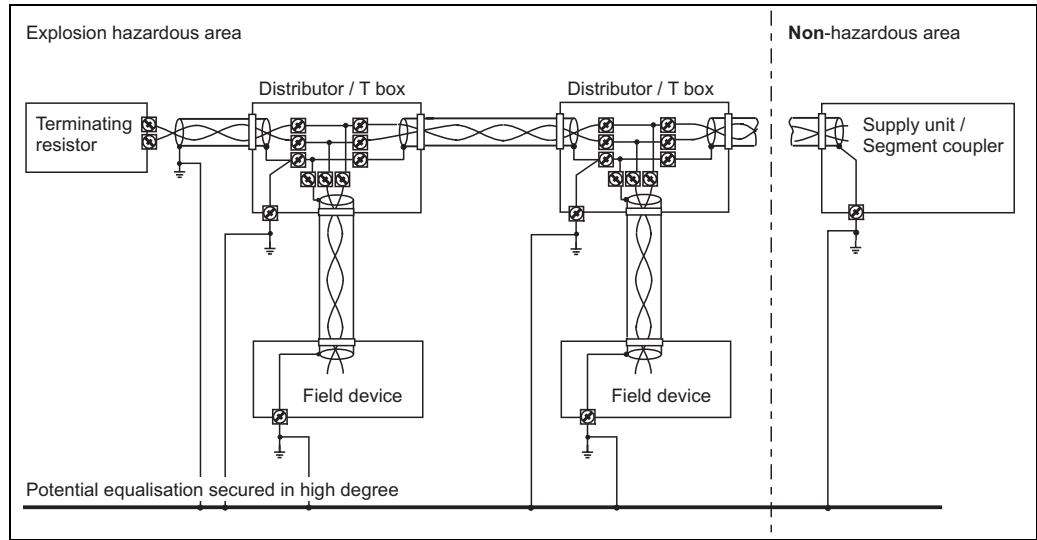 Explosion hazardous area
Non-hazardous area
Distributor / T box
Distributor / T box
Terminating
resistor
Supply unit /
Segment coupler
Field device
Field device
Potential equalisation secured in high degree